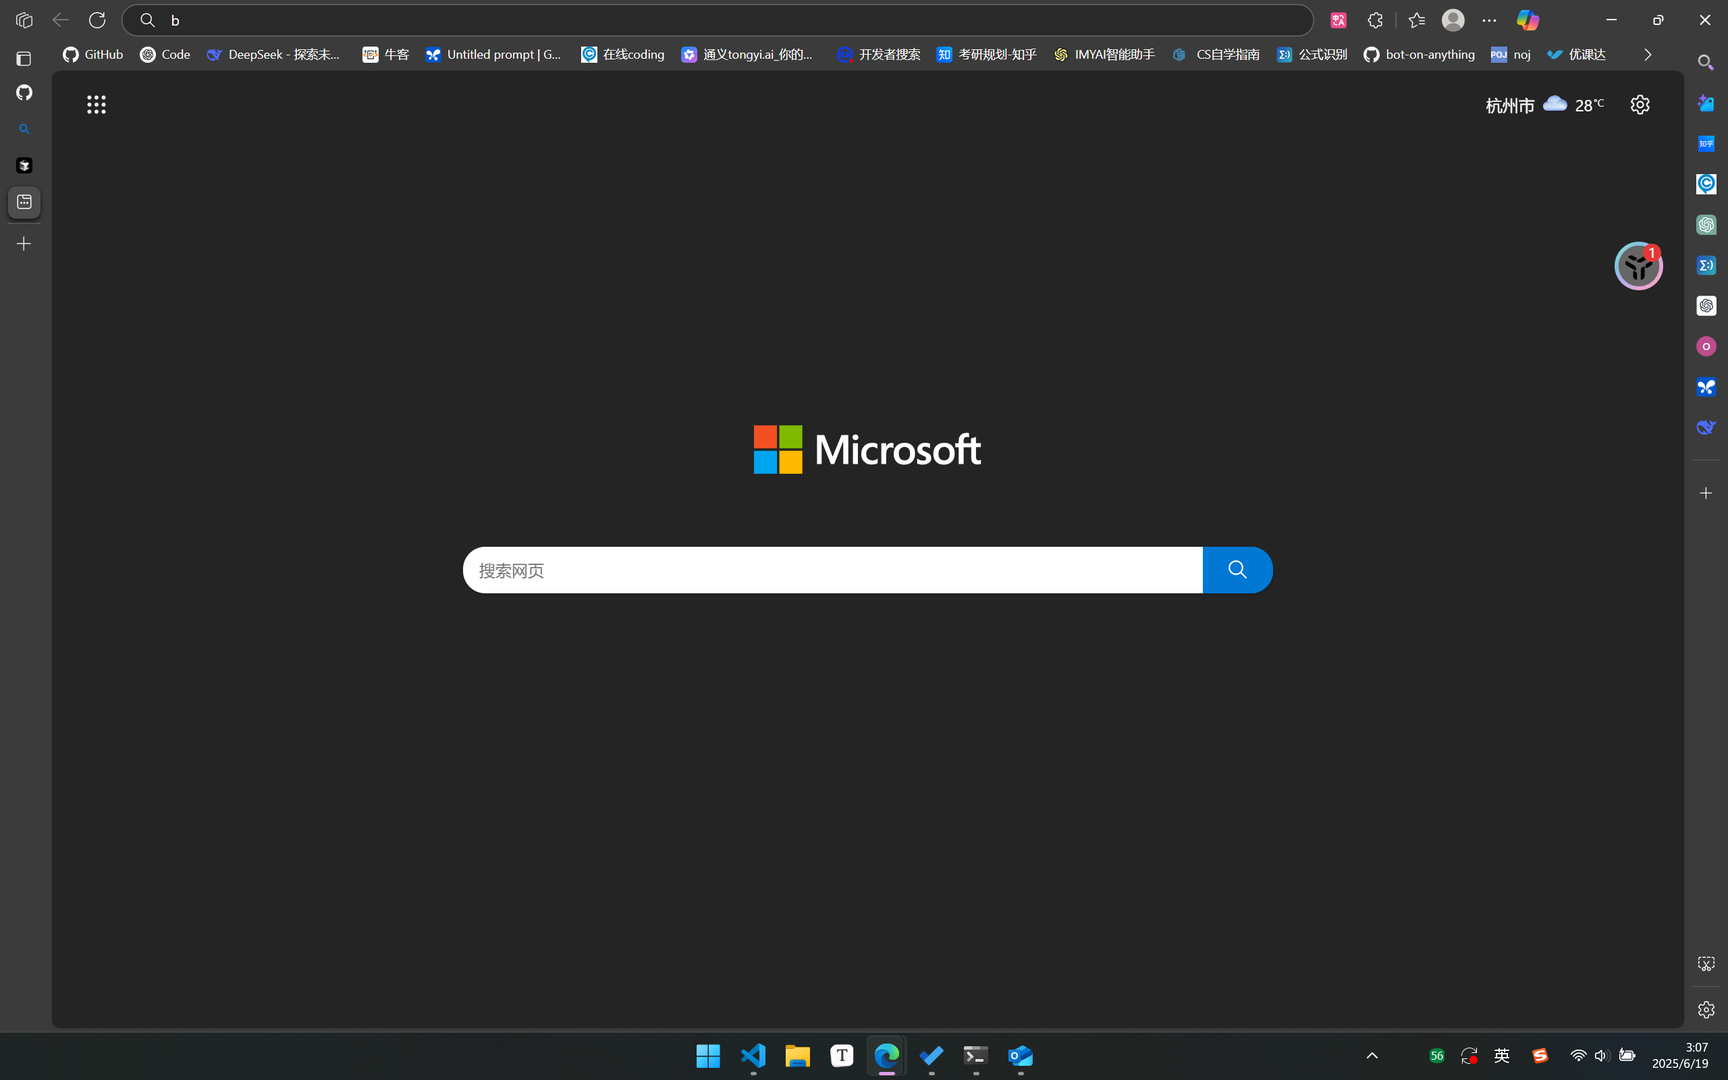 b
GitHub
Code
DeepSeek - 探索未...
牛客
Untitled prompt | G...
在线coding
通义tongyi.ai_你的...
开发者搜索
知 考研规划-知乎
IMYAI智能助手
CS自学指南
公式识别
bot-on-anything
POJ noj
优课达
杭州市 28℃
知乎
1
Σ:)
O
Microsoft
搜索网页
T
56
英
3:07
2025/6/19